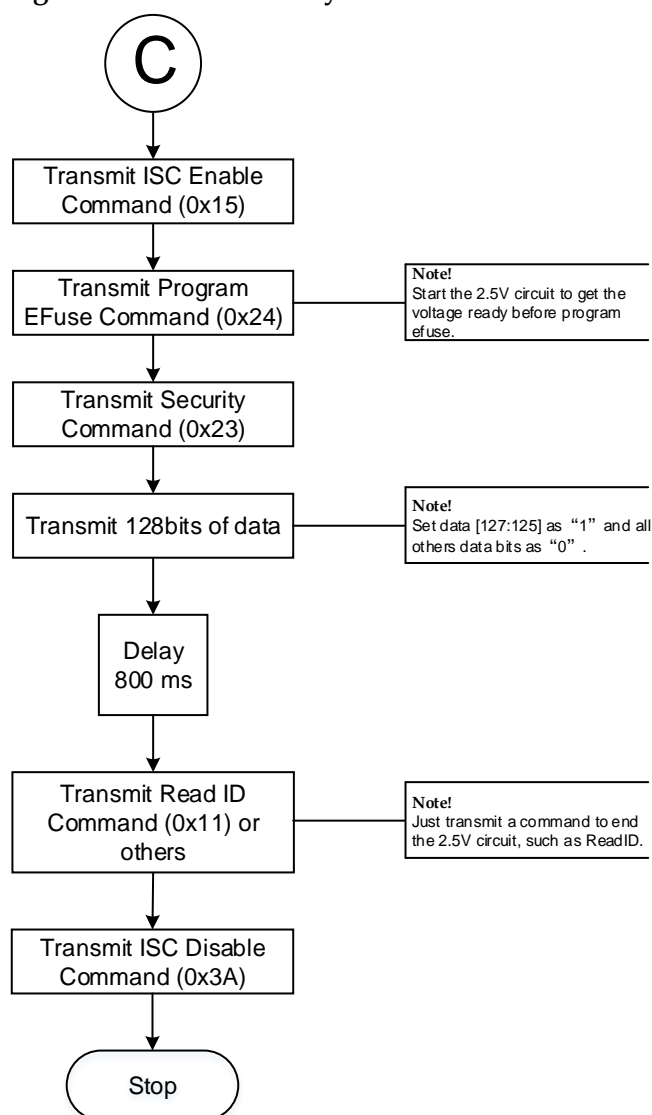 C
Transmit ISC Enable
Command (0x15)
Transmit Program
EFuse Command (0x24)
Note!
Start the 2.5V circuit to get the
voltage ready before program
efuse.
Transmit Security
Command (0x23)
Transmit 128bits of data
Note!
Set data [127:125] as “1” and all
others data bits as “0” .
Delay
800 ms
Transmit Read ID
Command (0x11) or
others
Note!
Just transmit a command to end
the 2.5V circuit, such as ReadID.
Transmit ISC Disable
Command (0x3A)
Stop